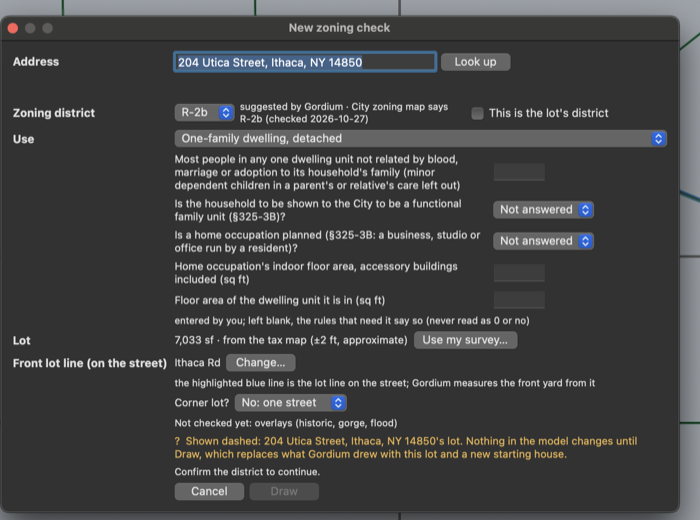 New zoning check
Address
204 Utica Street, Ithaca, NY 14850
Look up
Zoning district
R-2b
suggested by Gordium · City zoning map says
R-2b (checked 2026-10-27)
This is the lot's district
Use
One-family dwelling, detached
Most people in any one dwelling unit not related by blood,
marriage or adoption to its household's family (minor
dependent children in a parent's or relative's care left out)
Is the household to be shown to the City to be a functional
family unit (§325-3B)?
Not answered
Is a home occupation planned (§325-3B: a business, studio or
office run by a resident)?
Not answered
Home occupation's indoor floor area, accessory buildings
included (sq ft)
Floor area of the dwelling unit it is in (sq ft)
entered by you; left blank, the rules that need it say so (never read as 0 or no)
Lot
7,033 sf · from the tax map (±2 ft, approximate)
Use my survey...
Front lot line (on the street)
Ithaca Rd
Change...
the highlighted blue line is the lot line on the street; Gordium measures the front yard from it
Corner lot?
No: one street
Not checked yet: overlays (historic, gorge, flood)
? Shown dashed: 204 Utica Street, Ithaca, NY 14850's lot. Nothing in the model changes until
Draw, which replaces what Gordium drew with this lot and a new starting house.
Confirm the district to continue.
Cancel
Draw